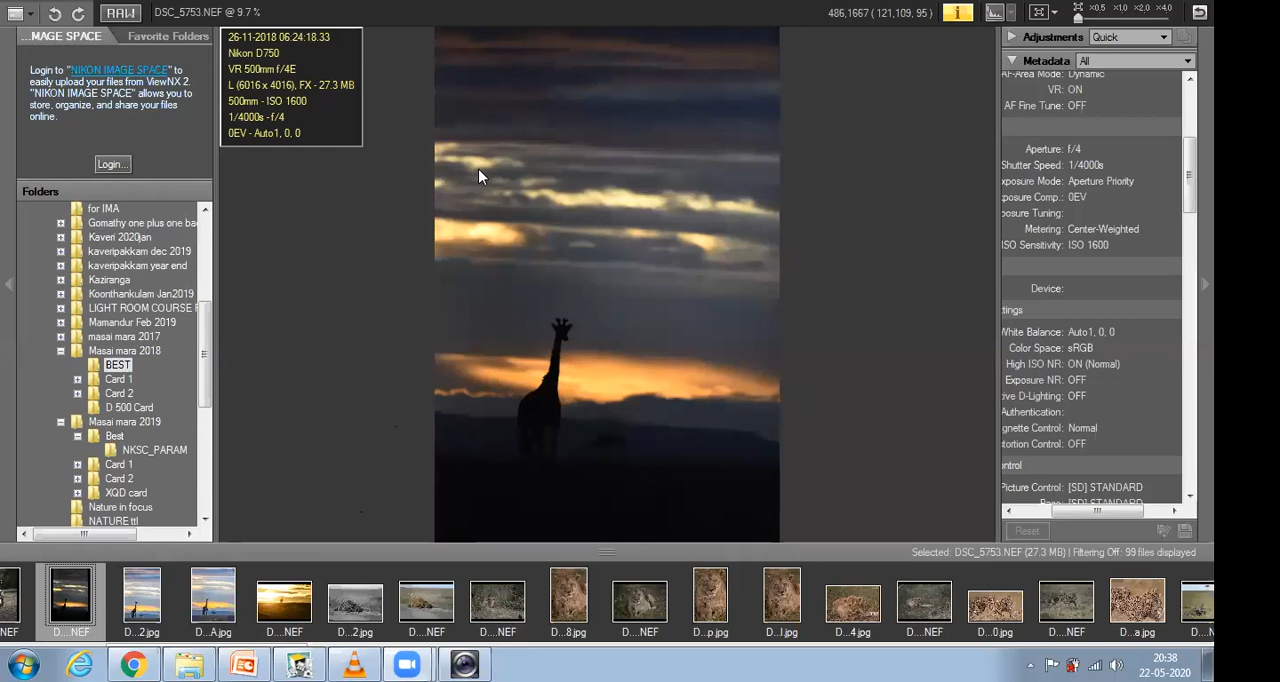 RAW
DSC_5753.NEF @ 9.7 %
486,1667 ( 121,109, 95 )
x0.5 x1.0 x2.0 x4.0
...MAGE SPACE
Favorite Folders
Login to "NIKON IMAGE SPACE" to
easily upload your files from ViewNX 2.
"NIKON IMAGE SPACE" allows you to
store, organize, and share your files
online.
Login...
Folders
for IMA
Gomathy one plus one bac
Kaveri 2020jan
kaveripakkam dec 2019
kaveripakkam year end
Kaziranga
Koonthankulam Jan2019
LIGHT ROOM COURSE F
Mamandur Feb 2019
masai mara 2017
Masai mara 2018
BEST
Card 1
Card 2
D 500 Card
Masai mara 2019
Best
NKSC_PARAM
Card 1
Card 2
XQD card
Nature in focus
NATURE ttl
26-11-2018 06:24:18.33
Nikon D750
VR 500mm f/4E
L (6016 x 4016), FX - 27.3 MB
500mm - ISO 1600
1/4000s - f/4
0EV - Auto1, 0, 0
Adjustments Quick
Metadata All
AF-Area Mode: Dynamic
VR: ON
AF Fine Tune: OFF
Aperture: f/4
Shutter Speed: 1/4000s
xposure Mode: Aperture Priority
xposure Comp.: 0EV
posure Tuning:
Metering: Center-Weighted
ISO Sensitivity: ISO 1600
Device:
ttings
White Balance: Auto1, 0, 0
Color Space: sRGB
High ISO NR: ON (Normal)
Exposure NR: OFF
tive D-Lighting: OFF
Authentication:
gnette Control: Normal
stortion Control: OFF
ontrol
Picture Control: [SD] STANDARD
Base: [SD] STANDARD
Reset
Selected: DSC_5753.NEF (27.3 MB) | Filtering Off: 99 files displayed
NEF
D....NEF
D...2.jpg
D...A.jpg
D....NEF
D...2.jpg
D....NEF
D....NEF
D...8.jpg
D....NEF
D...p.jpg
D...l.jpg
D...4.jpg
D....NEF
D...0.jpg
D....NEF
D...a.jpg
D....N
20:38
22-05-2020